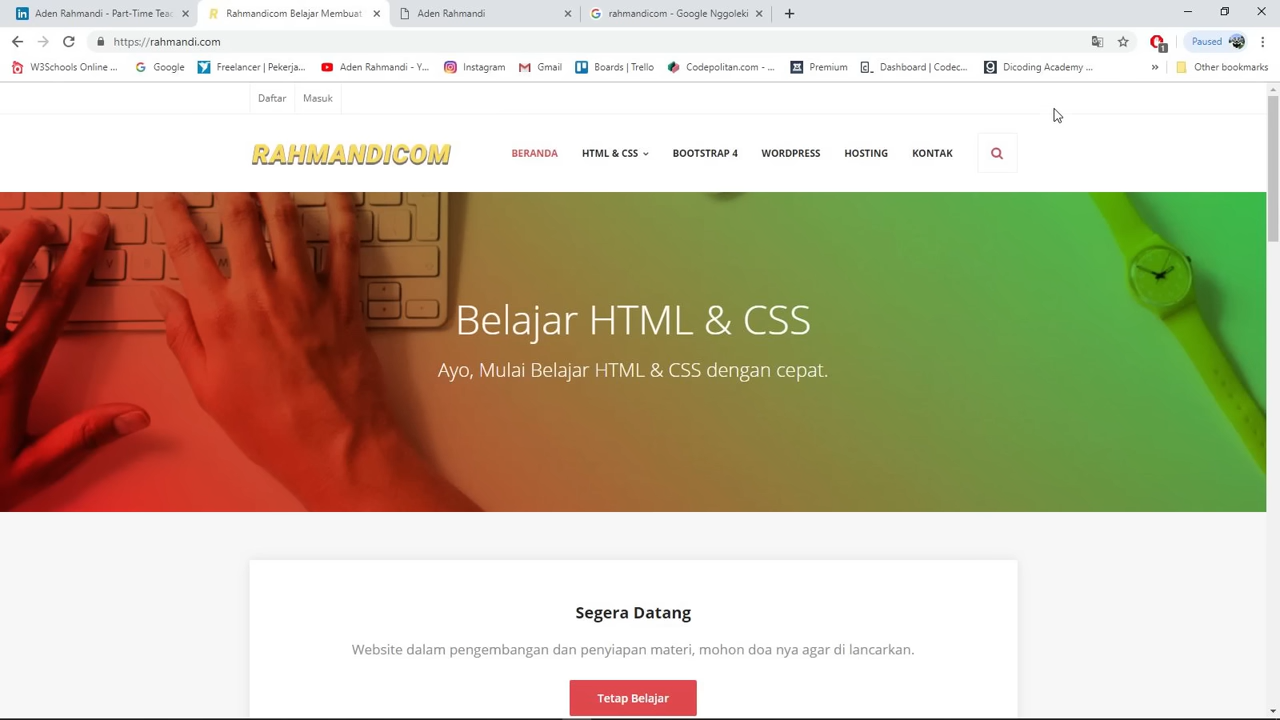 Aden Rahmandi - Part-Time Teac
Rahmandicom Belajar Membuat
Aden Rahmandi
rahmandicom - Google Nggoleki
https://rahmandi.com
Paused
1
W3Schools Online ...
Google
Freelancer | Pekerja...
Aden Rahmandi - Y...
Instagram
Gmail
Boards | Trello
Codepolitan.com - ...
Premium
Dashboard | Codec...
Dicoding Academy ...
Other bookmarks
Daftar
Masuk
RAHMANDICOM
BERANDA
HTML & CSS
BOOTSTRAP 4
WORDPRESS
HOSTING
KONTAK
Belajar HTML & CSS
Ayo, Mulai Belajar HTML & CSS dengan cepat.
Segera Datang
Website dalam pengembangan dan penyiapan materi, mohon doa nya agar di lancarkan.
Tetap Belajar